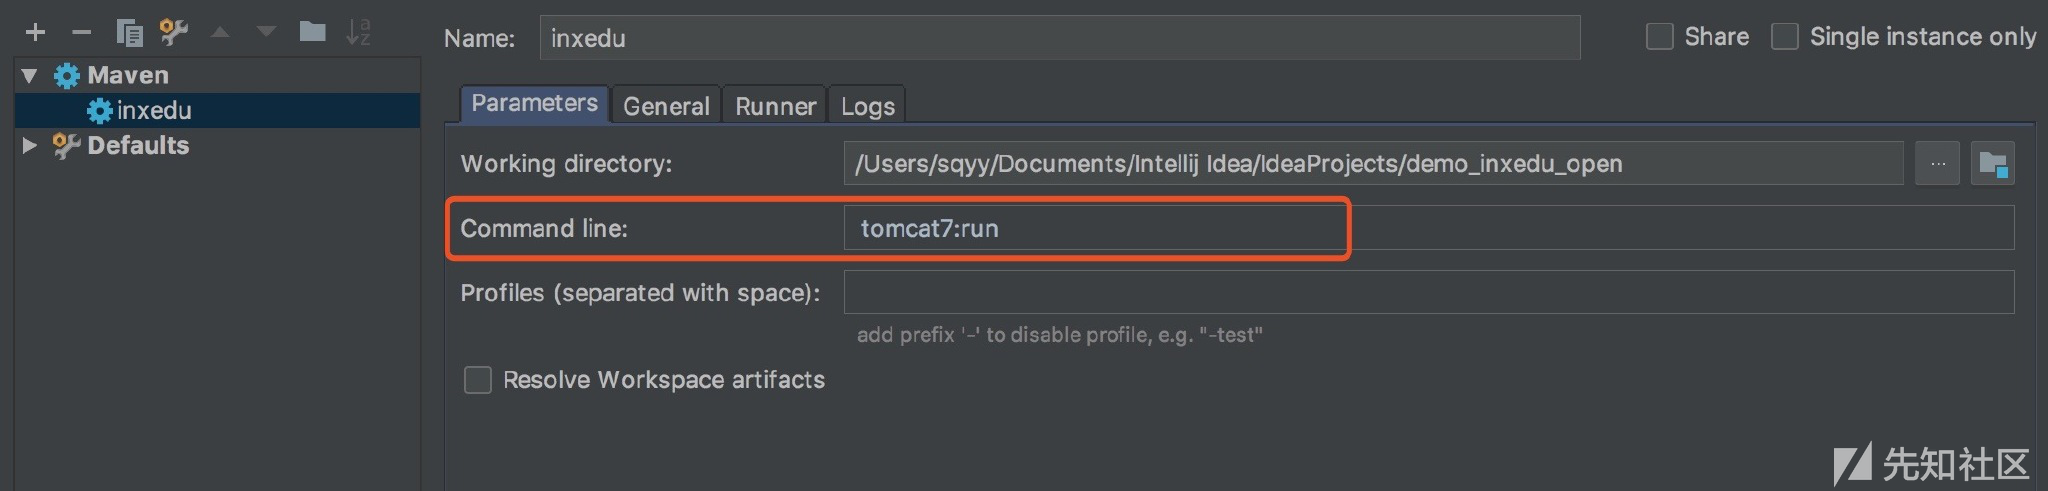 Name: inxedu Share Single instance only
Maven
inxedu
Defaults
Parameters General Runner Logs
Working directory: /Users/sqyy/Documents/Intellij Idea/IdeaProjects/demo_inxedu_open ...
Command line: tomcat7:run
Profiles (separated with space):
add prefix '-' to disable profile, e.g. "-test"
Resolve Workspace artifacts
先知社区